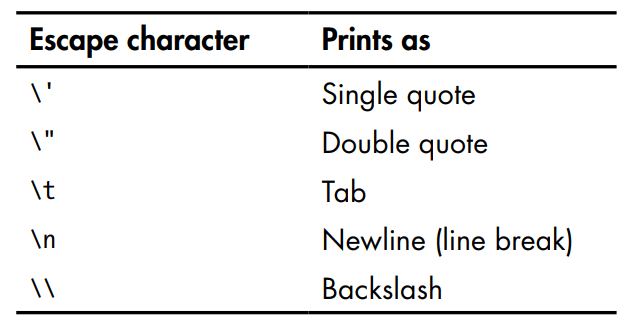 Escape character Prints as
\' Single quote
\" Double quote
\t Tab
\n Newline (line break)
\\ Backslash